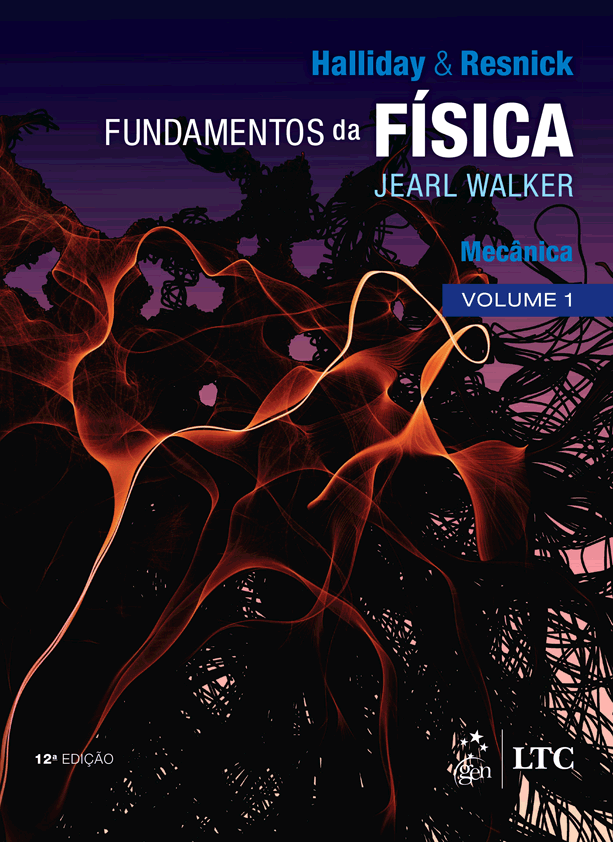 Halliday & Resnick
FUNDAMENTOS da FÍSICA
JEARL WALKER
Mecânica
VOLUME 1
12ª EDIÇÃO
gen
LTC